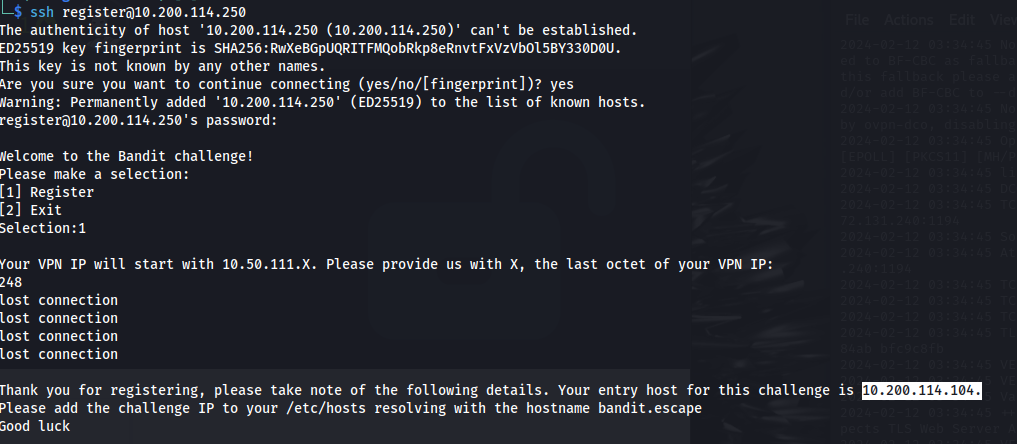 File Actions Edit View
└─$ ssh register@10.200.114.250
The authenticity of host '10.200.114.250 (10.200.114.250)' can't be established.
ED25519 key fingerprint is SHA256:RwXeBGpUQRITFMQobRkp8eRnvtFxVzVbOl5BY330D0U.
This key is not known by any other names.
Are you sure you want to continue connecting (yes/no/[fingerprint])? yes
Warning: Permanently added '10.200.114.250' (ED25519) to the list of known hosts.
register@10.200.114.250's password:
Welcome to the Bandit challenge!
Please make a selection:
[1] Register
[2] Exit
Selection:1
Your VPN IP will start with 10.50.111.X. Please provide us with X, the last octet of your VPN IP:
248
lost connection
lost connection
lost connection
lost connection
Thank you for registering, please take note of the following details. Your entry host for this challenge is 10.200.114.104.
Please add the challenge IP to your /etc/hosts resolving with the hostname bandit.escape
Good luck